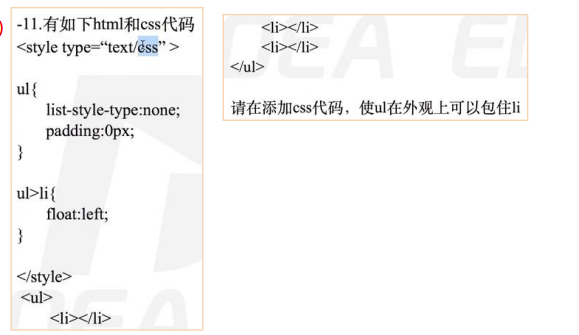 -11.有如下html和css代码
<style type=“text/css” >
ul{
list-style-type:none;
padding:0px;
}
ul>li{
float:left;
}
</style>
<ul>
<li></li>
<li></li>
<li></li>
</ul>
请在添加css代码，使ul在外观上可以包住li